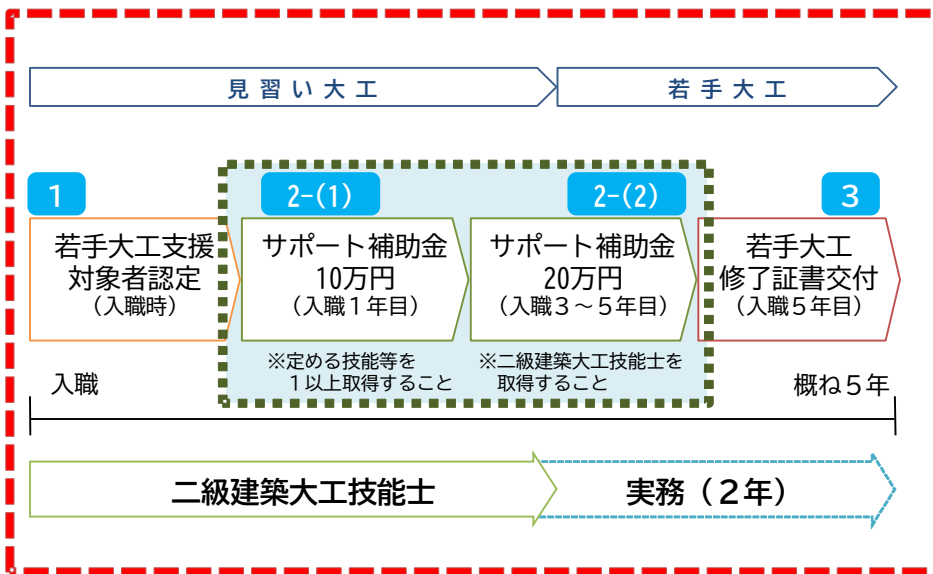 見習い大工
若手大工
1
若手大工支援
対象者認定
（入職時）
2-(1)
サポート補助金
10万円
（入職１年目）
※定める技能等を
１以上取得すること
2-(2)
サポート補助金
20万円
（入職３～５年目）
※二級建築大工技能士を
取得すること
3
若手大工
修了証書交付
（入職５年目）
入職
概ね５年
二級建築大工技能士
実務（２年）